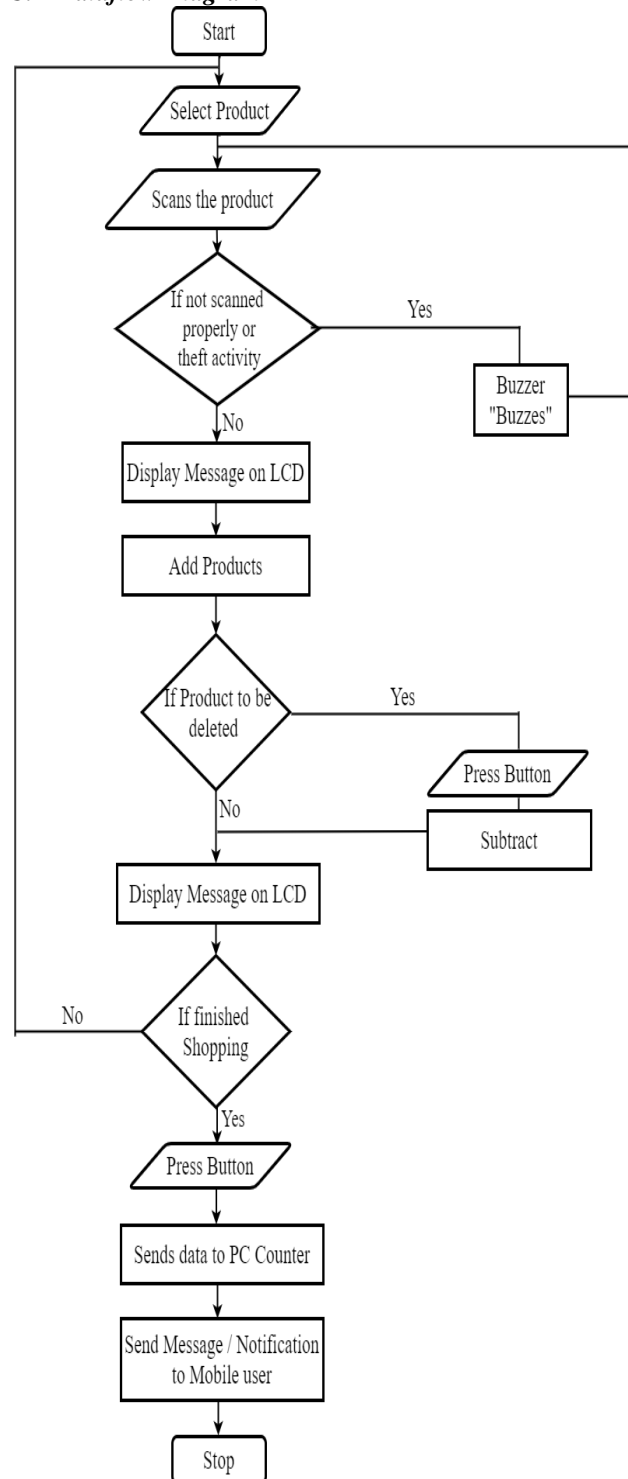 Start
Select Product
Scans the product
If not scanned
properly or
theft activity
Yes
Buzzer
"Buzzes"
No
Display Message on LCD
Add Products
If Product to be
deleted
Yes
Press Button
Subtract
No
Display Message on LCD
If finished
Shopping
No
Yes
Press Button
Sends data to PC Counter
Send Message / Notification
to Mobile user
Stop